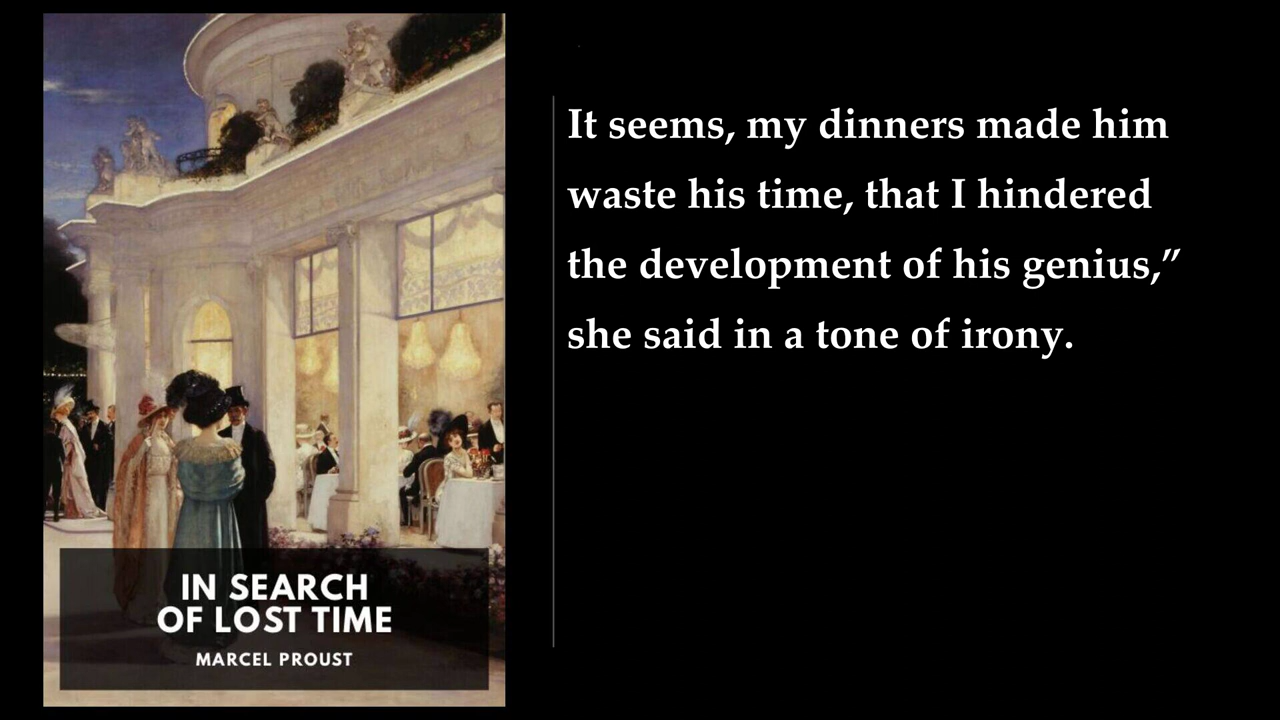 It seems, my dinners made him
waste his time, that I hindered
the development of his genius,”
she said in a tone of irony.
IN SEARCH
OF LOST TIME
MARCEL PROUST